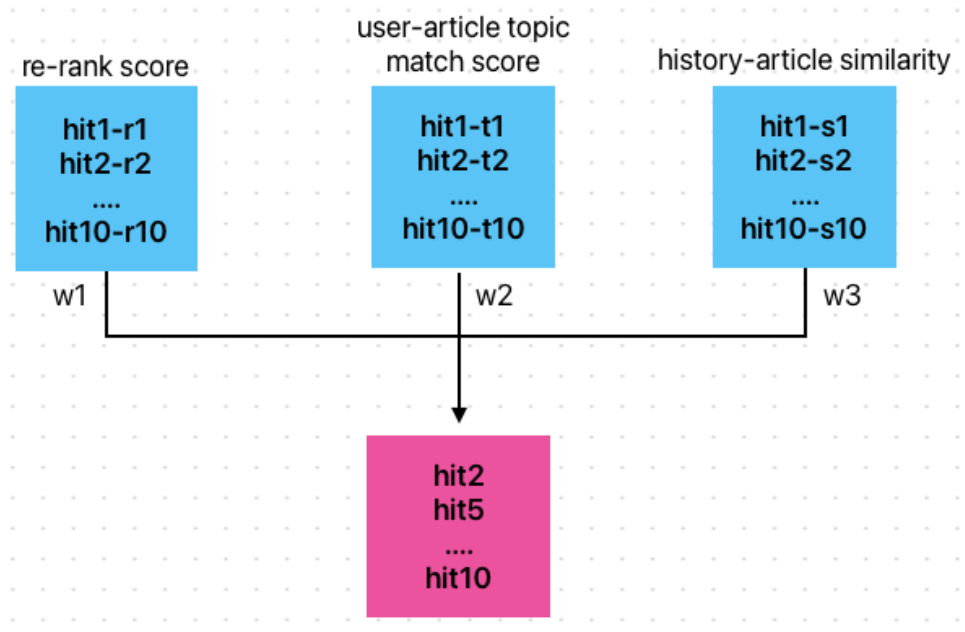 re-rank score
hit1-r1
hit2-r2
....
hit10-r10
w1
user-article topic
match score
hit1-t1
hit2-t2
....
hit10-t10
w2
history-article similarity
hit1-s1
hit2-s2
....
hit10-s10
w3
hit2
hit5
....
hit10